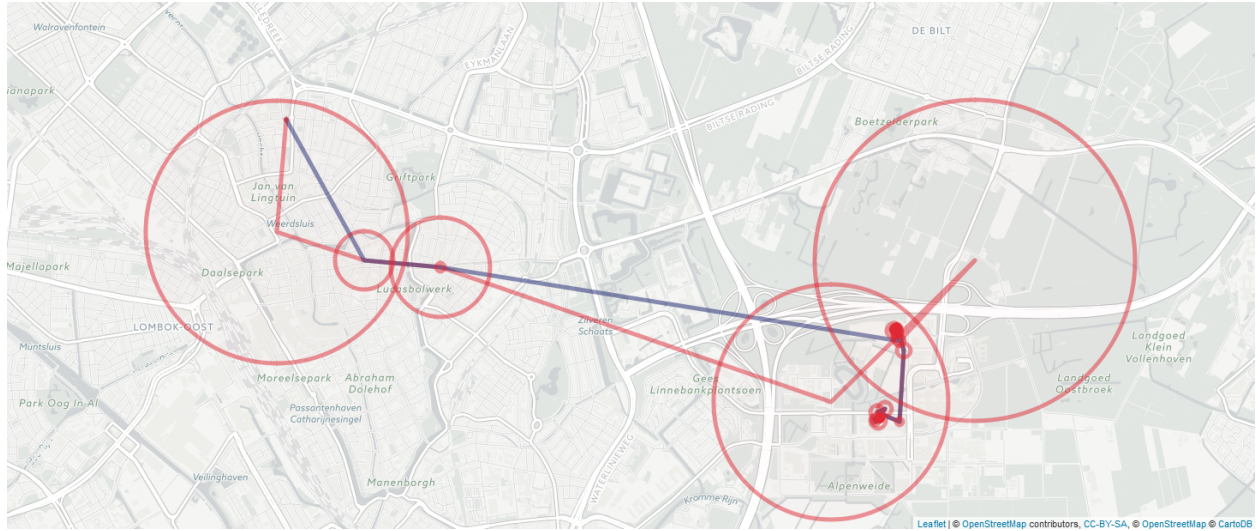 Walravenfontein
EYKMANLAAN
BILTSE RADING
DE BILT
BILTSE RADING
Boetzelderpark
Griftpark
Jan van
Lingtuin
Weerdsluis
Majellapark
Daalsepark
Lucasbolwerk
LOMBOK-OOST
Zilveren
Schaats
Muntsluis
Landgoed
Klein
Vollenhoven
Moreelsepark
Abraham
Dolehof
Gees
Linnebankplantsoen
Landgoed
Oostbroek
Park Oog In Al
Passantenhaven
Catharijnesingel
WATERLINIEWEG
Veilinghaven
Manenborgh
Alpenweide
Kromme Rijn
Leaflet | © OpenStreetMap contributors, CC-BY-SA, © OpenStreetMap © CartoDB